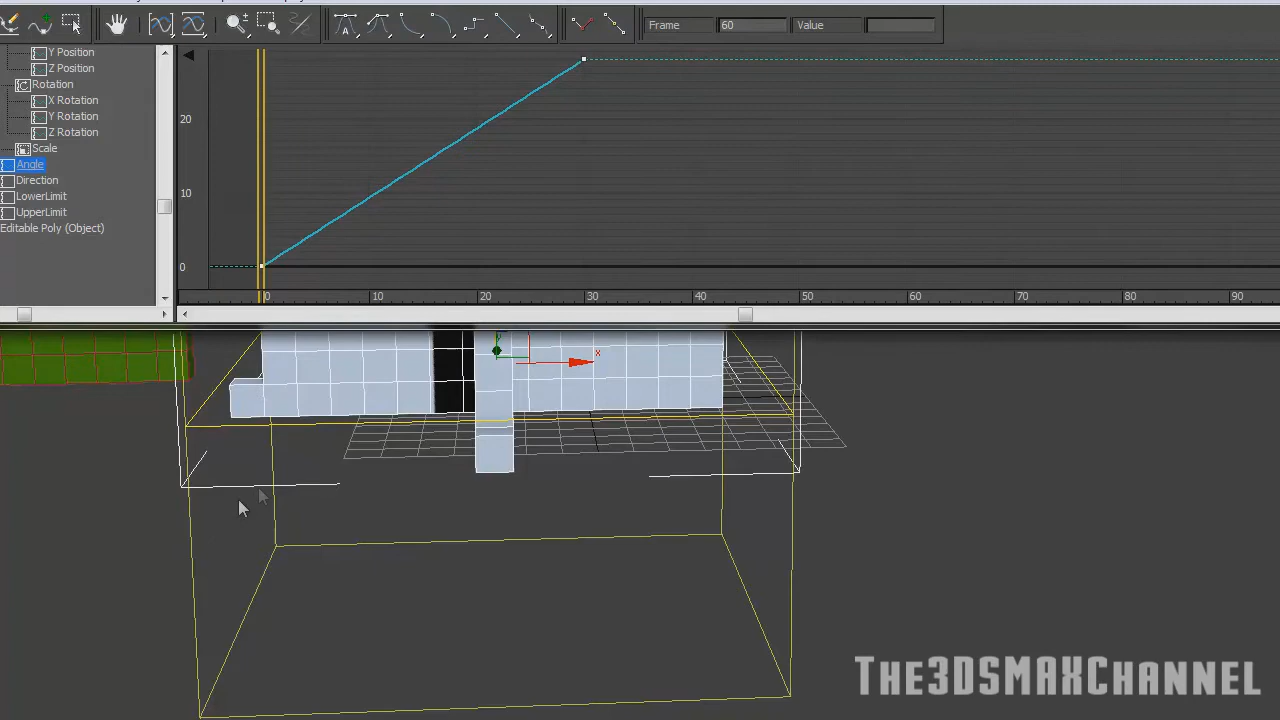 Frame 60 Value
Y Position
Z Position
Rotation
X Rotation
Y Rotation
Z Rotation
Scale
Angle
Direction
LowerLimit
UpperLimit
Editable Poly (Object)
20
10
0
0 10 20 30 40 50 60 70 80 90
x
The3DSMaxChannel